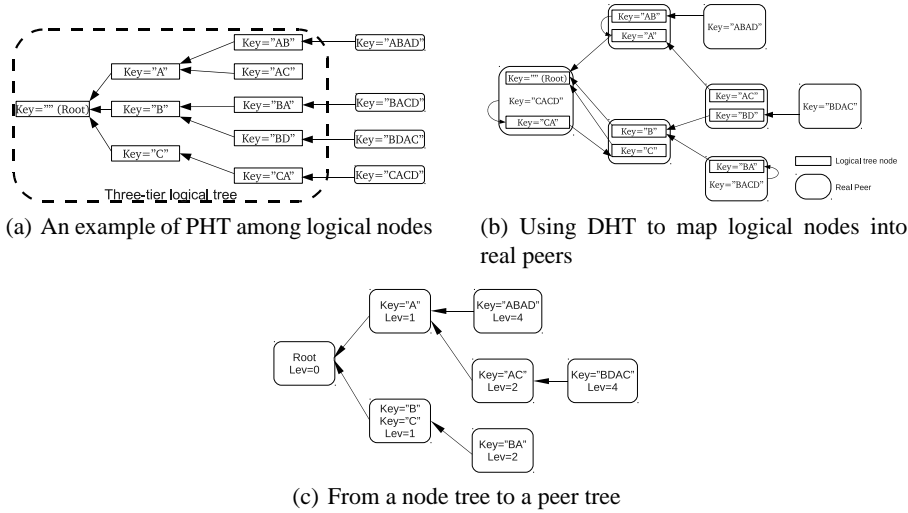 Key="AB"
Key="ABAD"
Key="A"
Key="AC"
Key="" (Root)
Key="B"
Key="BA"
Key="BACD"
Key="BD"
Key="BDAC"
Key="C"
Key="CA"
Key="CACD"
Three-tier logical tree
(a) An example of PHT among logical nodes
Key="AB"
Key="A"
Key="ABAD"
Key="" (Root)
Key="CACD"
Key="CA"
Key="AC"
Key="BD"
Key="BDAC"
Key="B"
Key="C"
Key="BA"
Key="BACD"
Logical tree node
Real Peer
(b) Using DHT to map logical nodes into
real peers
Key="A"
Lev=1
Key="ABAD"
Lev=4
Root
Lev=0
Key="AC"
Lev=2
Key="BDAC"
Lev=4
Key="B"
Key="C"
Lev=1
Key="BA"
Lev=2
(c) From a node tree to a peer tree